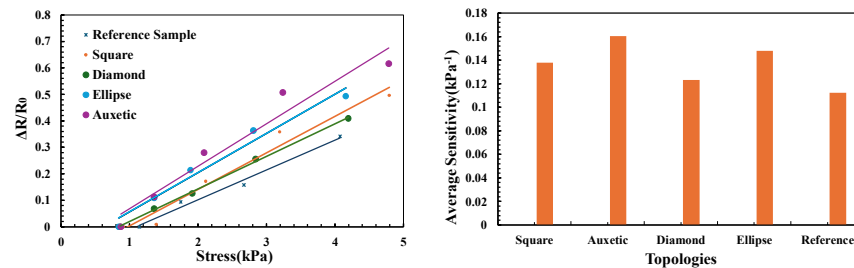 0.8
0.7
0.6
0.5
0.4
0.3
0.2
0.1
0
ΔR/R0
Reference Sample
Square
Diamond
Ellipse
Auxetic
0 1 2 3 4 5
Stress(kPa)
0.18
0.16
0.14
0.12
0.1
0.08
0.06
0.04
0.02
0
Average Sensitivity(kPa-1)
Square Auxetic Diamond Ellipse Reference
Topologies